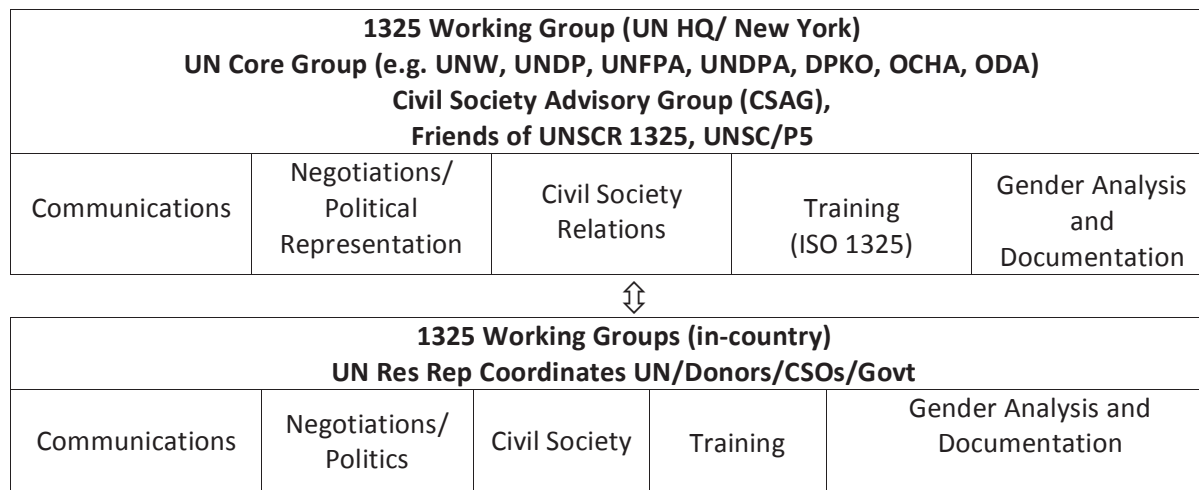 1325 Working Group (UN HQ/ New York)
UN Core Group (e.g. UNW, UNDP, UNFPA, UNDPA, DPKO, OCHA, ODA)
Civil Society Advisory Group (CSAG),
Friends of UNSCR 1325, UNSC/P5
Communications
Negotiations/
Political
Representation
Civil Society
Relations
Training
(ISO 1325)
Gender Analysis
and
Documentation
⇕
1325 Working Groups (in-country)
UN Res Rep Coordinates UN/Donors/CSOs/Govt
Communications
Negotiations/
Politics
Civil Society
Training
Gender Analysis and
Documentation